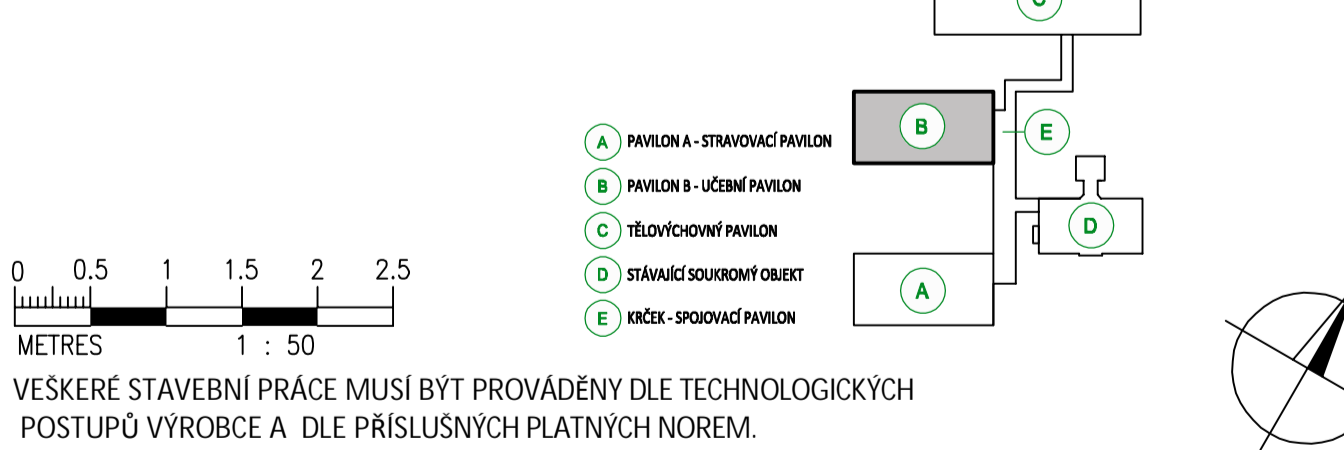 C
B
E
A PAVILON A - STRAVOVACÍ PAVILON
B PAVILON B - UČEBNÍ PAVILON
C TĚLOVÝCHOVNÝ PAVILON
D
D STÁVAJÍCÍ SOUKROMÝ OBJEKT
A
E KRČEK - SPOJOVACÍ PAVILON
0 0.5 1 1.5 2 2.5
METRES 1 : 50
VEŠKERÉ STAVEBNÍ PRÁCE MUSÍ BÝT PROVÁDĚNY DLE TECHNOLOGICKÝCH
POSTUPŮ VÝROBCE A DLE PŘÍSLUŠNÝCH PLATNÝCH NOREM.